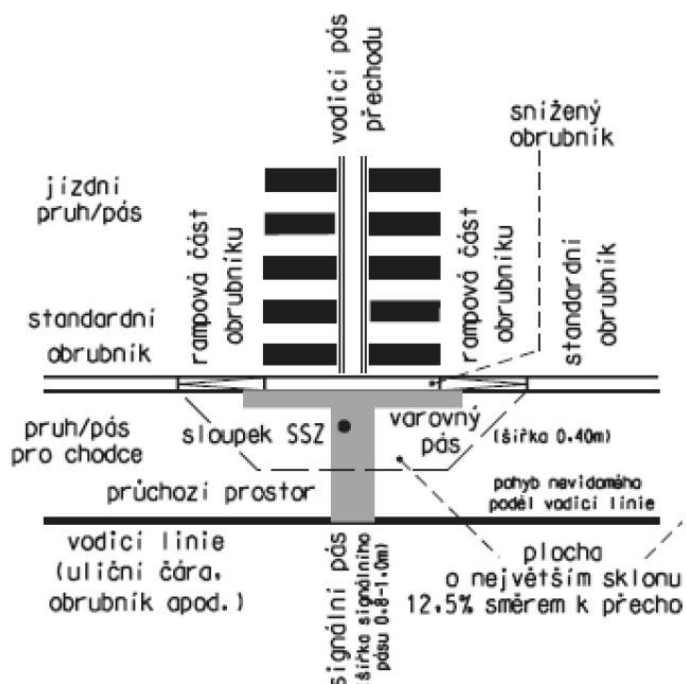 vodicí pás
přechodu
snížený
obrubník
jízdní
pruh/pás
rampová část
obrubníku
rampová část
obrubníku
standardní
obrubník
standardní
obrubník
pruh/pás
pro chodce
sloupek SSZ
varovný
pás
(šířka 0.40m)
průchozí prostor
pohyb nevidomého
podél vodicí linie
vodicí linie
(uliční čára,
obrubník apod.)
signální pás
šířka signálního
pásu 0.8-1.0m)
plocha
o největším sklonu
12.5% směrem k přecho